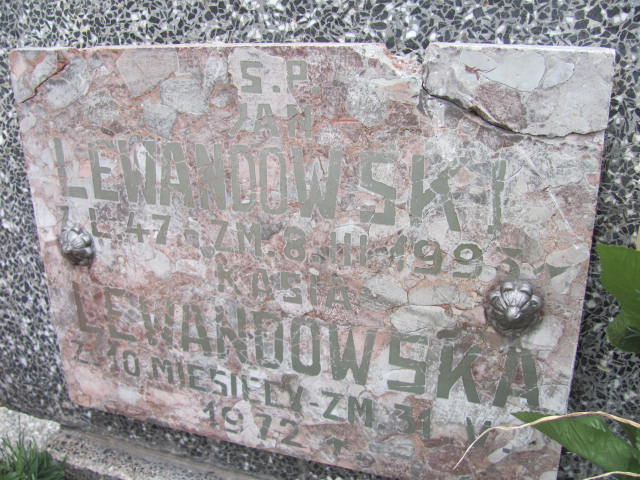 Ś.P.
JAN
LEWANDOWSKI
Ż. L. 47 ZM. 8.III.1993
KASIA
LEWANDOWSKA
Ż. 10 MIESIĘCY - ZM. 31 V
1972